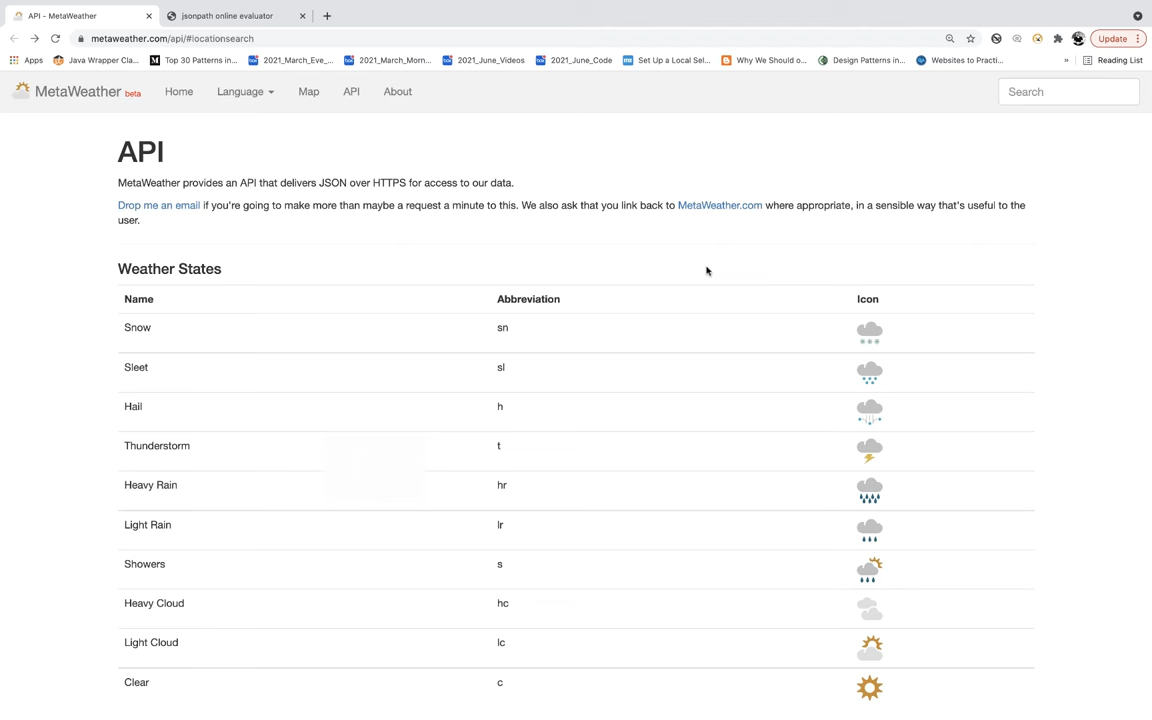 API - MetaWeather
jsonpath online evaluator
metaweather.com/api/#locationsearch
Update
Apps
Java Wrapper Cla...
Top 30 Patterns in...
2021_March_Eve_...
2021_March_Morn...
2021_June_Videos
2021_June_Code
Set Up a Local Sel...
Why We Should o...
Design Patterns in...
Websites to Practi...
»
Reading List
MetaWeather beta
Home
Language
Map
API
About
Search
API
MetaWeather provides an API that delivers JSON over HTTPS for access to our data.
Drop me an email if you're going to make more than maybe a request a minute to this. We also ask that you link back to MetaWeather.com where appropriate, in a sensible way that's useful to the
user.
Weather States
Name Abbreviation Icon
Snow sn
Sleet sl
Hail h
Thunderstorm t
Heavy Rain hr
Light Rain lr
Showers s
Heavy Cloud hc
Light Cloud lc
Clear c